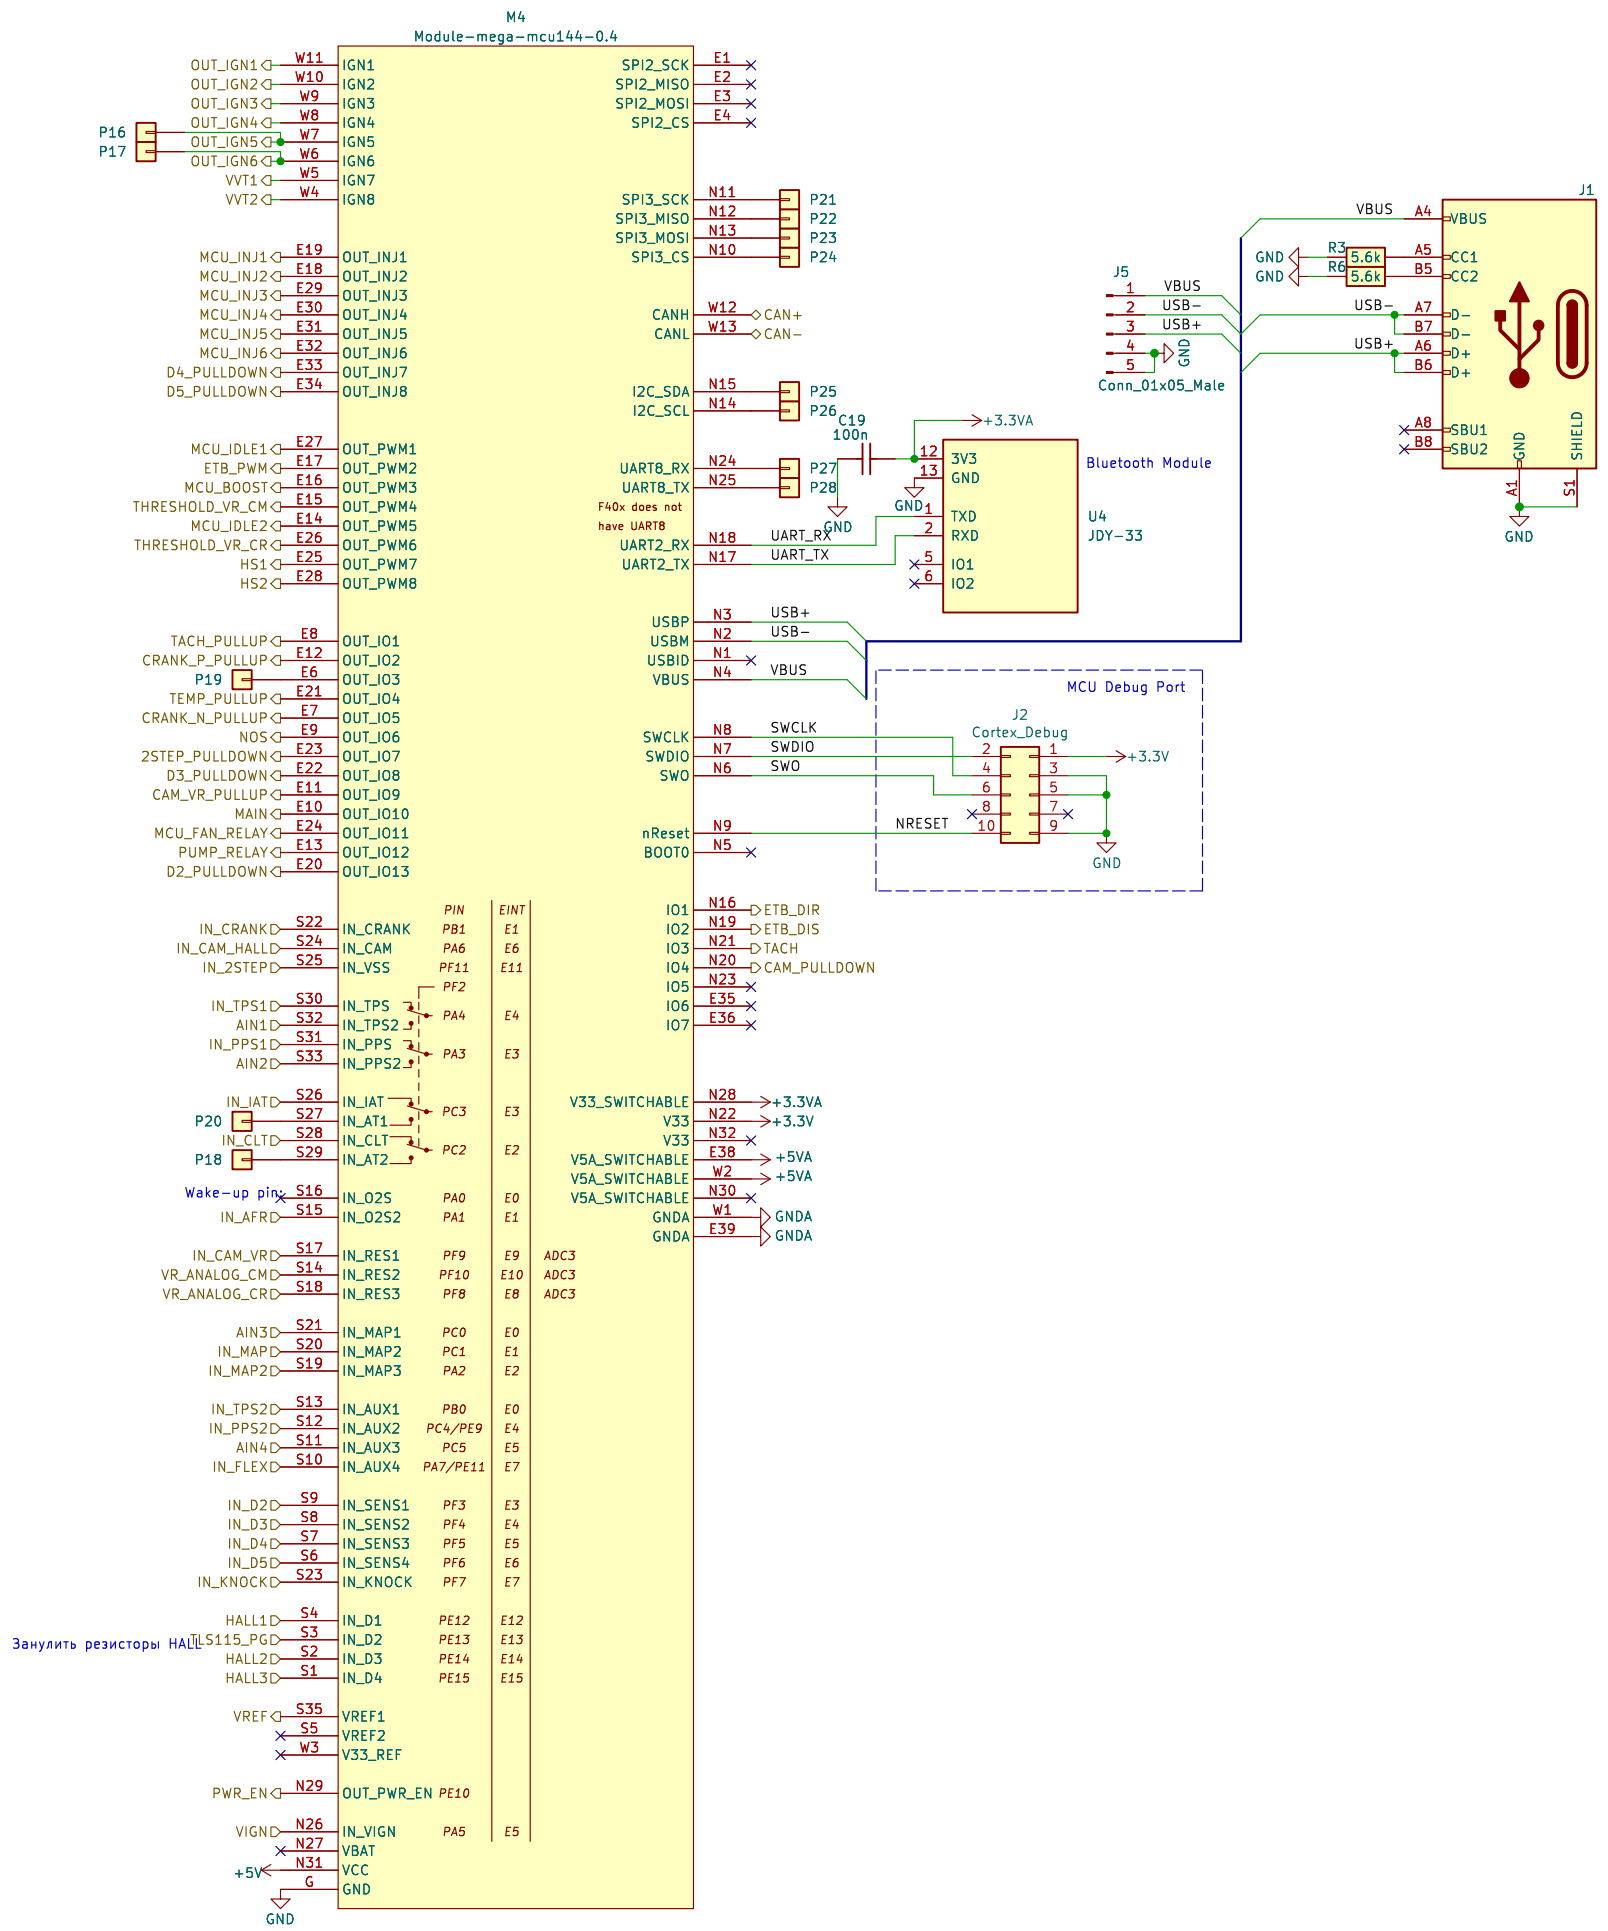 M4
Module-mega-mcu144-0.4
OUT_IGN1 W11 IGN1
OUT_IGN2 W10 IGN2
OUT_IGN3 W9 IGN3
OUT_IGN4 W8 IGN4
P16
OUT_IGN5 W7 IGN5
P17
OUT_IGN6 W6 IGN6
VVT1 W5 IGN7
VVT2 W4 IGN8
MCU_INJ1 E19 OUT_INJ1
MCU_INJ2 E18 OUT_INJ2
MCU_INJ3 E29 OUT_INJ3
MCU_INJ4 E30 OUT_INJ4
MCU_INJ5 E31 OUT_INJ5
MCU_INJ6 E32 OUT_INJ6
D4_PULLDOWN E33 OUT_INJ7
D5_PULLDOWN E34 OUT_INJ8
MCU_IDLE1 E27 OUT_PWM1
ETB_PWM E17 OUT_PWM2
MCU_BOOST E16 OUT_PWM3
THRESHOLD_VR_CM E15 OUT_PWM4
MCU_IDLE2 E14 OUT_PWM5
THRESHOLD_VR_CR E26 OUT_PWM6
HS1 E25 OUT_PWM7
HS2 E28 OUT_PWM8
TACH_PULLUP E8 OUT_IO1
CRANK_P_PULLUP E12 OUT_IO2
P19 E6 OUT_IO3
TEMP_PULLUP E21 OUT_IO4
CRANK_N_PULLUP E7 OUT_IO5
NOS E9 OUT_IO6
2STEP_PULLDOWN E23 OUT_IO7
D3_PULLDOWN E22 OUT_IO8
CAM_VR_PULLUP E11 OUT_IO9
MAIN E10 OUT_IO10
MCU_FAN_RELAY E24 OUT_IO11
PUMP_RELAY E13 OUT_IO12
D2_PULLDOWN E20 OUT_IO13
PIN EINT
IN_CRANK S22 IN_CRANK PB1 E1
IN_CAM_HALL S24 IN_CAM PA6 E6
IN_2STEP S25 IN_VSS PF11 E11
PF2
IN_TPS1 S30 IN_TPS
PA4 E4
AIN1 S32 IN_TPS2
IN_PPS1 S31 IN_PPS
PA3 E3
AIN2 S33 IN_PPS2
IN_IAT S26 IN_IAT
PC3 E3
P20 S27 IN_AT1
IN_CLT S28 IN_CLT
PC2 E2
P18 S29 IN_AT2
Wake-up pin:
S16 IN_O2S PA0 E0
IN_AFR S15 IN_O2S2 PA1 E1
IN_CAM_VR S17 IN_RES1 PF9 E9 ADC3
VR_ANALOG_CM S14 IN_RES2 PF10 E10 ADC3
VR_ANALOG_CR S18 IN_RES3 PF8 E8 ADC3
AIN3 S21 IN_MAP1 PC0 E0
IN_MAP S20 IN_MAP2 PC1 E1
IN_MAP2 S19 IN_MAP3 PA2 E2
IN_TPS2 S13 IN_AUX1 PB0 E0
IN_PPS2 S12 IN_AUX2 PC4/PE9 E4
AIN4 S11 IN_AUX3 PC5 E5
IN_FLEX S10 IN_AUX4 PA7/PE11 E7
IN_D2 S9 IN_SENS1 PF3 E3
IN_D3 S8 IN_SENS2 PF4 E4
IN_D4 S7 IN_SENS3 PF5 E5
IN_D5 S6 IN_SENS4 PF6 E6
IN_KNOCK S23 IN_KNOCK PF7 E7
HALL1 S4 IN_D1 PE12 E12
TLS115_PG S3 IN_D2 PE13 E13
Занулить резисторы HALL
HALL2 S2 IN_D3 PE14 E14
HALL3 S1 IN_D4 PE15 E15
VREF S35 VREF1
S5 VREF2
W3 V33_REF
PWR_EN N29 OUT_PWR_EN PE10
VIGN N26 IN_VIGN PA5 E5
N27 VBAT
+5V N31 VCC
G GND
GND
SPI2_SCK E1
SPI2_MISO E2
SPI2_MOSI E3
SPI2_CS E4
SPI3_SCK N11 P21
SPI3_MISO N12 P22
SPI3_MOSI N13 P23
SPI3_CS N10 P24
CANH W12 CAN+
CANL W13 CAN-
I2C_SDA N15 P25
I2C_SCL N14 P26
UART8_RX N24 P27
UART8_TX N25 P28
F40x does not
have UART8
UART2_RX N18 UART_RX
UART2_TX N17 UART_TX
USBP N3 USB+
USBM N2 USB-
USBID N1
VBUS N4 VBUS
SWCLK N8 SWCLK
SWDIO N7 SWDIO
SWO N6 SWO
nReset N9 NRESET
BOOT0 N5
IO1 N16 ETB_DIR
IO2 N19 ETB_DIS
IO3 N21 TACH
IO4 N20 CAM_PULLDOWN
IO5 N23
IO6 E35
IO7 E36
V33_SWITCHABLE N28 +3.3VA
V33 N22 +3.3V
V33 N32
V5A_SWITCHABLE E38 +5VA
V5A_SWITCHABLE W2 +5VA
V5A_SWITCHABLE N30
GNDA W1 GNDA
GNDA E39 GNDA
C19
100n
GND
+3.3VA
12 3V3
13 GND
GND
1 TXD
2 RXD
5 IO1
6 IO2
Bluetooth Module
U4
JDY-33
MCU Debug Port
J2
Cortex_Debug
2 1 +3.3V
4 3
6 5
8 7
10 9
GND
J5
1 VBUS
2 USB-
3 USB+
4 GND
5
Conn_01x05_Male
J1
VBUS A4 VBUS
GND R3 5.6k A5 CC1
GND R6 5.6k B5 CC2
USB- A7 D-
B7 D-
USB+ A6 D+
B6 D+
A8 SBU1
B8 SBU2
GND SHIELD
A1 S1
GND